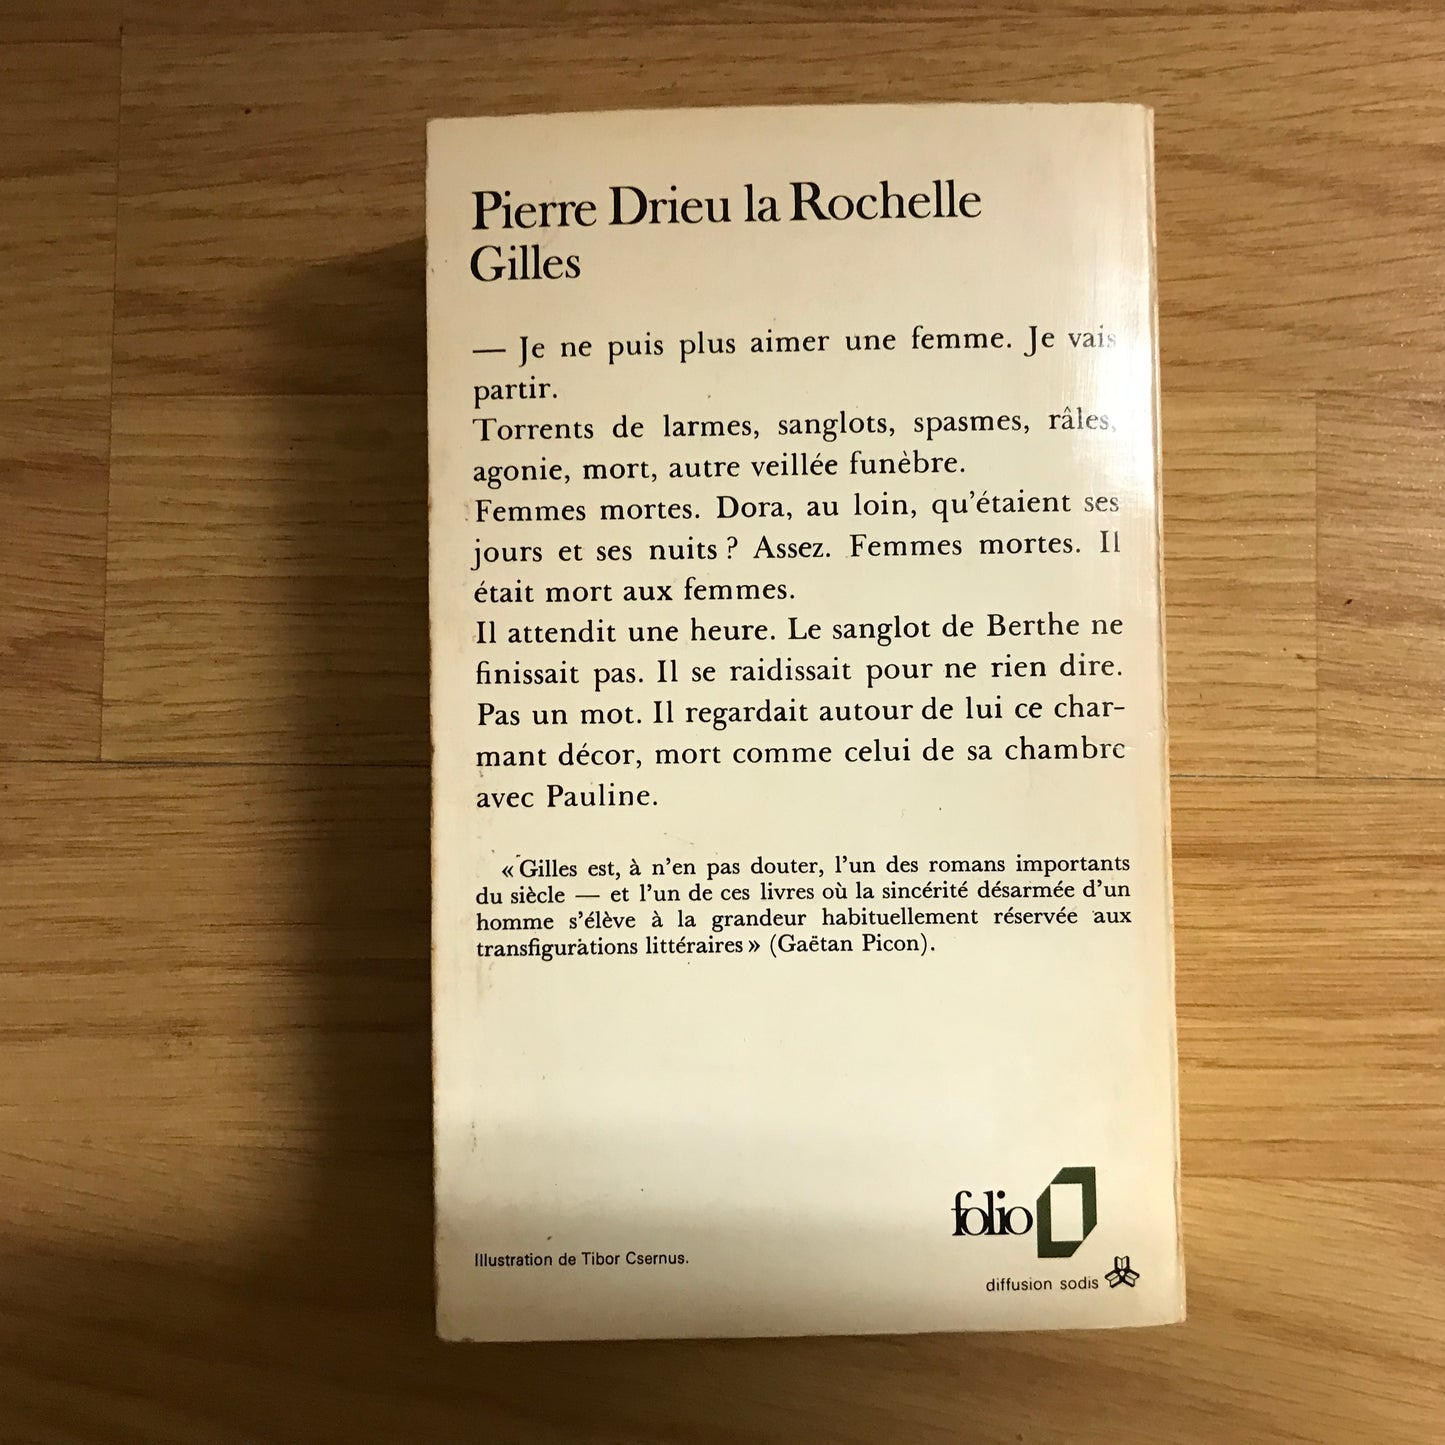 Pierre Drieu la Rochelle
Gilles
— Je ne puis plus aimer une femme. Je vais
partir.
Torrents de larmes, sanglots, spasmes, râles,
agonie, mort, autre veillée funèbre.
Femmes mortes. Dora, au loin, qu'étaient ses
jours et ses nuits ? Assez. Femmes mortes. Il
était mort aux femmes.
Il attendit une heure. Le sanglot de Berthe ne
finissait pas. Il se raidissait pour ne rien dire.
Pas un mot. Il regardait autour de lui ce char-
mant décor, mort comme celui de sa chambre
avec Pauline.
« Gilles est, à n'en pas douter, l'un des romans importants
du siècle — et l'un de ces livres où la sincérité désarmée d'un
homme s'élève à la grandeur habituellement réservée aux
transfigurations littéraires » (Gaëtan Picon).
folio
Illustration de Tibor Csernus.
diffusion sodis